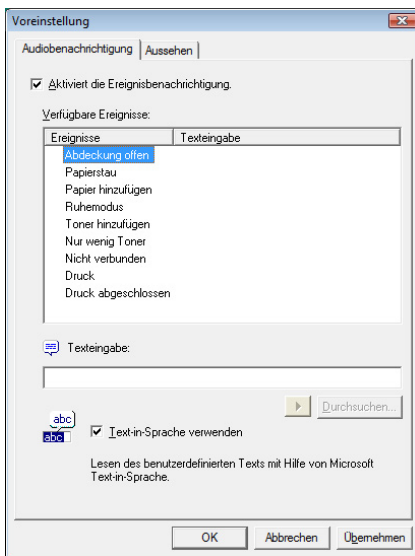 Voreinstellung
Audiobenachrichtigung Aussehen
Aktiviert die Ereignisbenachrichtigung.
Verfügbare Ereignisse:
Ereignisse Texteingabe
Abdeckung offen
Papierstau
Papier hinzufügen
Ruhemodus
Toner hinzufügen
Nur wenig Toner
Nicht verbunden
Druck
Druck abgeschlossen
Texteingabe:
Durchsuchen...
abc
abc
Text-in-Sprache verwenden
Lesen des benutzerdefinierten Texts mit Hilfe von Microsoft
Text-in-Sprache.
OK Abbrechen Übernehmen